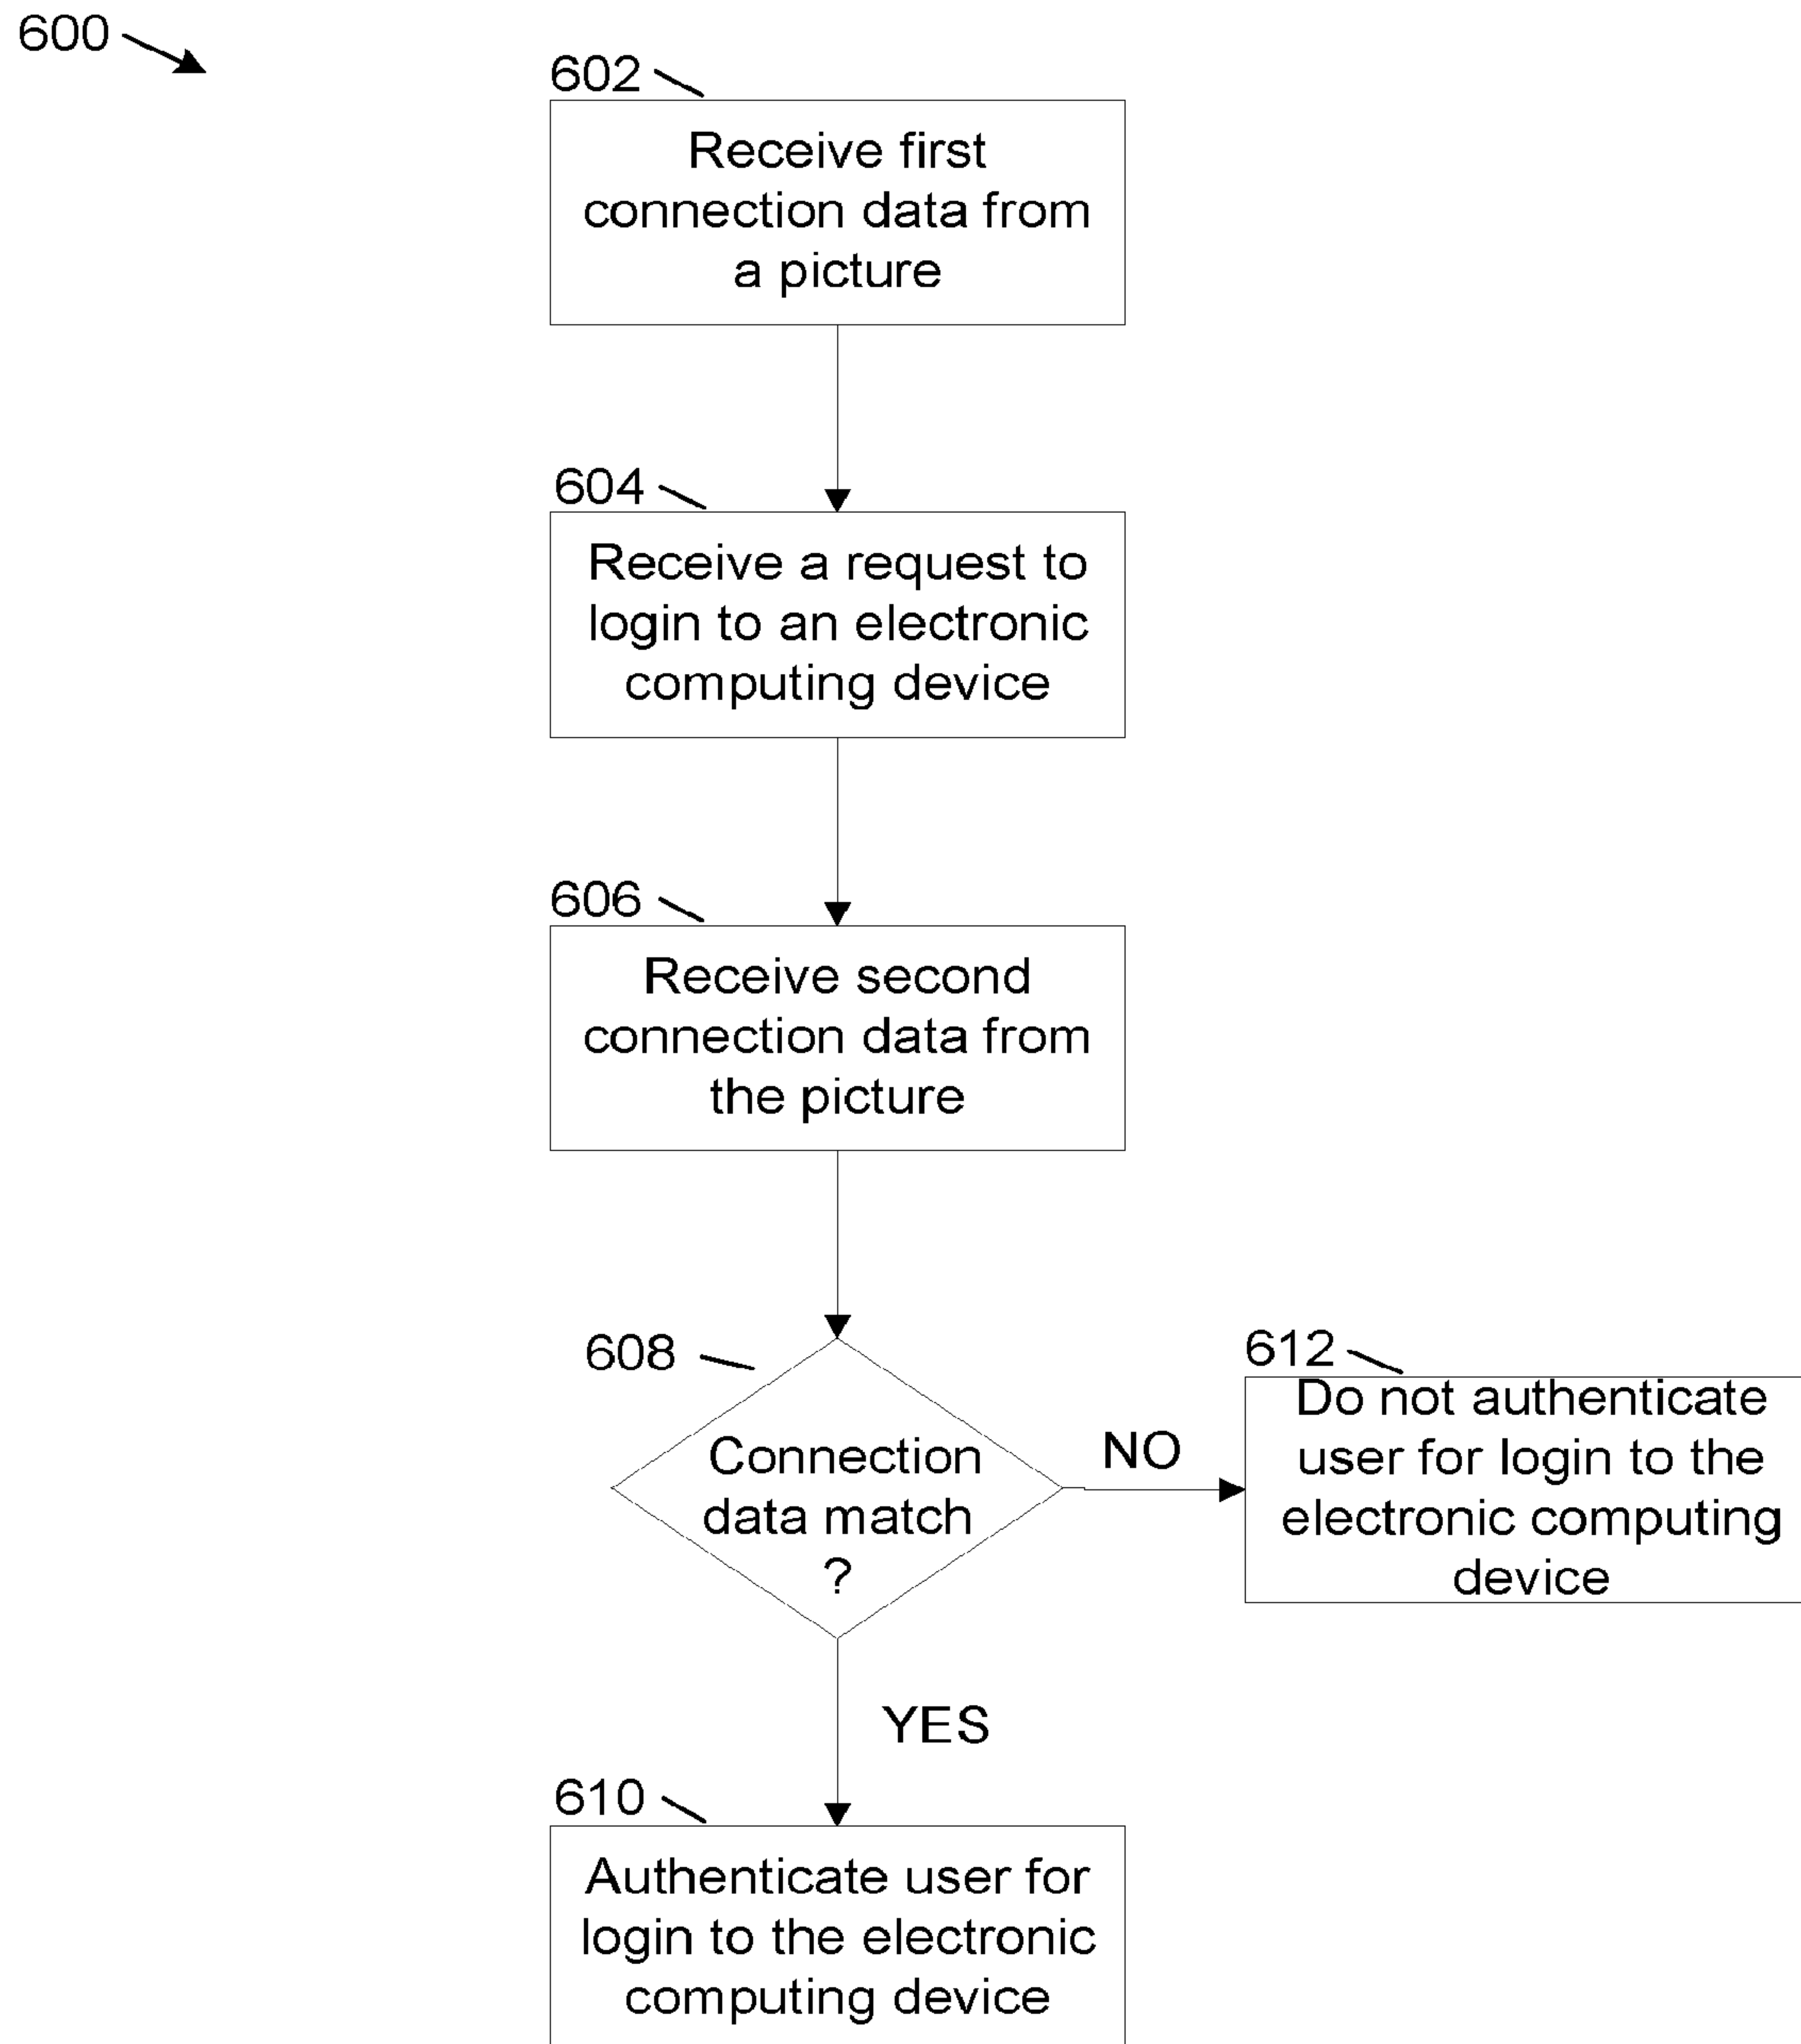 600
602
Receive first
connection data from
a picture
604
Receive a request to
login to an electronic
computing device
606
Receive second
connection data from
the picture
608
Connection
data match
?
NO
612
Do not authenticate
user for login to the
electronic computing
device
YES
610
Authenticate user for
login to the electronic
computing device